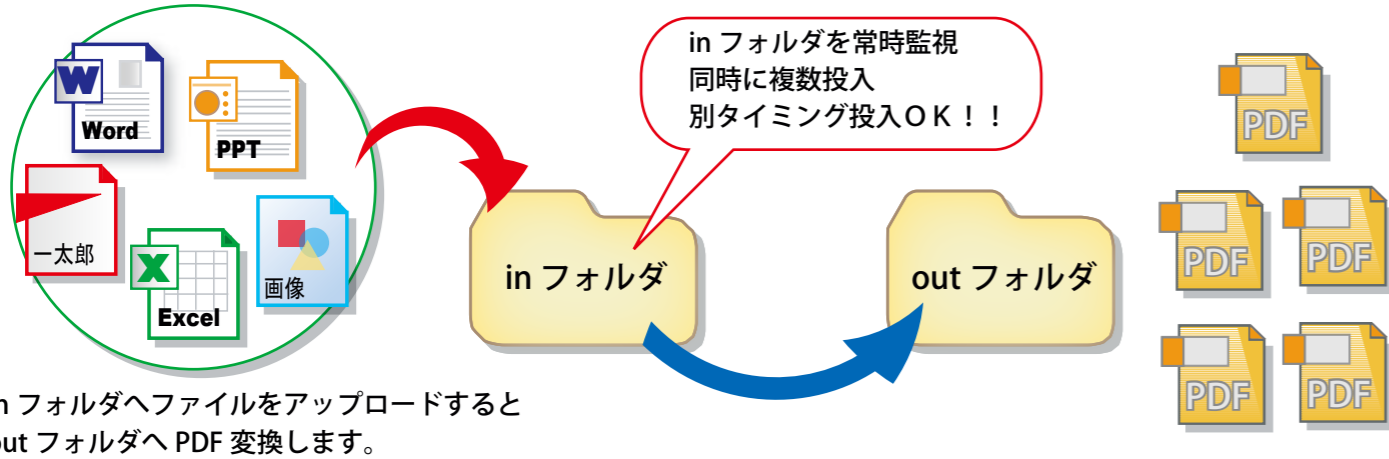 in フォルダを常時監視
同時に複数投入
別タイミング投入ＯＫ！！
W
Word
PPT
一太郎
X
Excel
画像
in フォルダ
out フォルダ
PDF
PDF
PDF
PDF
PDF
n フォルダへファイルをアップロードすると
out フォルダへ PDF 変換します。